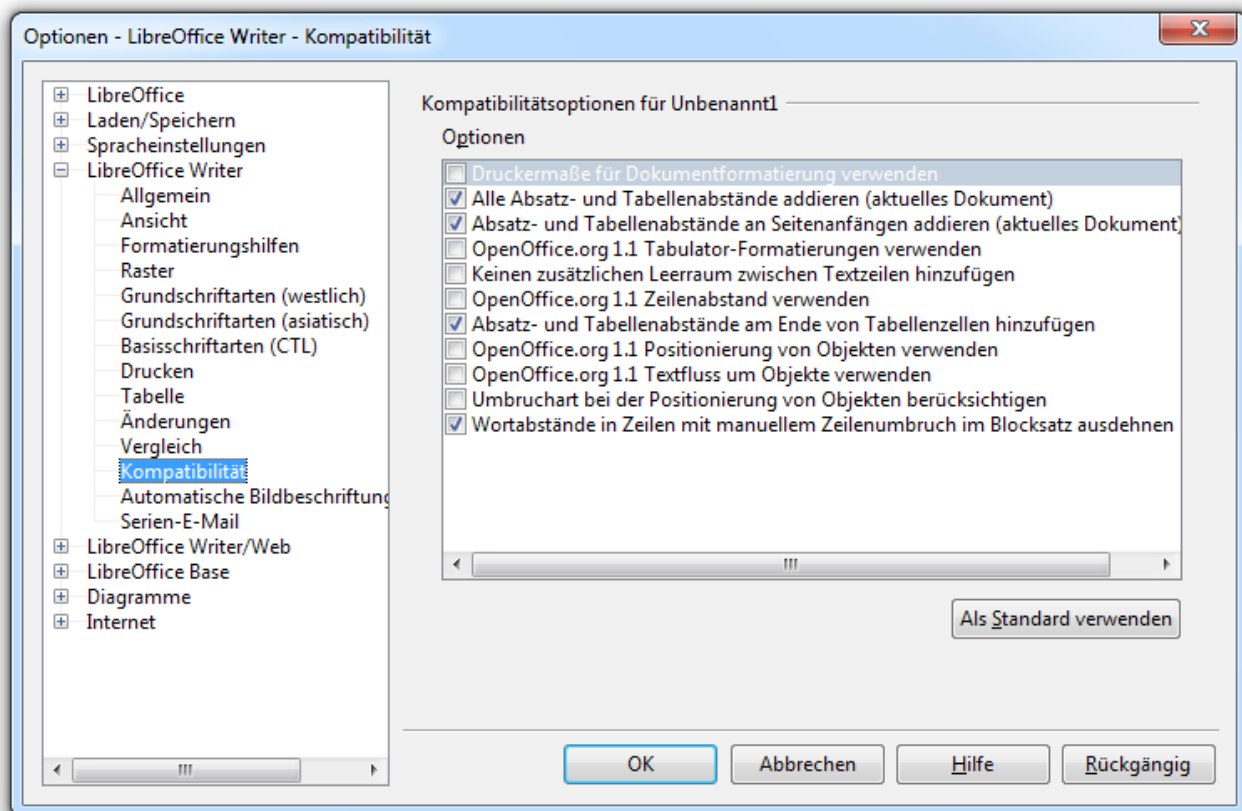 Optionen - LibreOffice Writer - Kompatibilität
LibreOffice
Laden/Speichern
Spracheinstellungen
LibreOffice Writer
Allgemein
Ansicht
Formatierungshilfen
Raster
Grundschriftarten (westlich)
Grundschriftarten (asiatisch)
Basisschriftarten (CTL)
Drucken
Tabelle
Änderungen
Vergleich
Kompatibilität
Automatische Bildbeschriftung
Serien-E-Mail
LibreOffice Writer/Web
LibreOffice Base
Diagramme
Internet
Kompatibilitätsoptionen für Unbenannt1
Optionen
Druckermaße für Dokumentformatierung verwenden
Alle Absatz- und Tabellenabstände addieren (aktuelles Dokument)
Absatz- und Tabellenabstände an Seitenanfängen addieren (aktuelles Dokument)
OpenOffice.org 1.1 Tabulator-Formatierungen verwenden
Keinen zusätzlichen Leerraum zwischen Textzeilen hinzufügen
OpenOffice.org 1.1 Zeilenabstand verwenden
Absatz- und Tabellenabstände am Ende von Tabellenzellen hinzufügen
OpenOffice.org 1.1 Positionierung von Objekten verwenden
OpenOffice.org 1.1 Textfluss um Objekte verwenden
Umbruchart bei der Positionierung von Objekten berücksichtigen
Wortabstände in Zeilen mit manuellem Zeilenumbruch im Blocksatz ausdehnen
Als Standard verwenden
OK
Abbrechen
Hilfe
Rückgängig